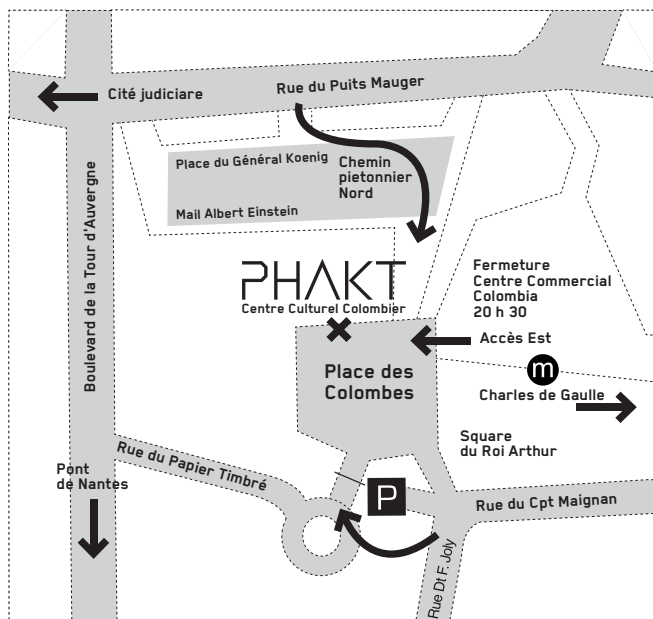 Rue du Puits Mauger
Cité judiciare
Place du Général Koenig
Chemin
pietonnier
Nord
Mail Albert Einstein
Boulevard de la Tour d'Auvergne
PHAKT
Centre Culturel Colombier
Fermeture
Centre Commercial
Colombia
20 h 30
Accès Est
Place des
Colombes
m
Charles de Gaulle
Square
du Roi Arthur
Rue du Papier Timbré
Pont
de Nantes
P
Rue du Cpt Maignan
Rue Dt F. Joly